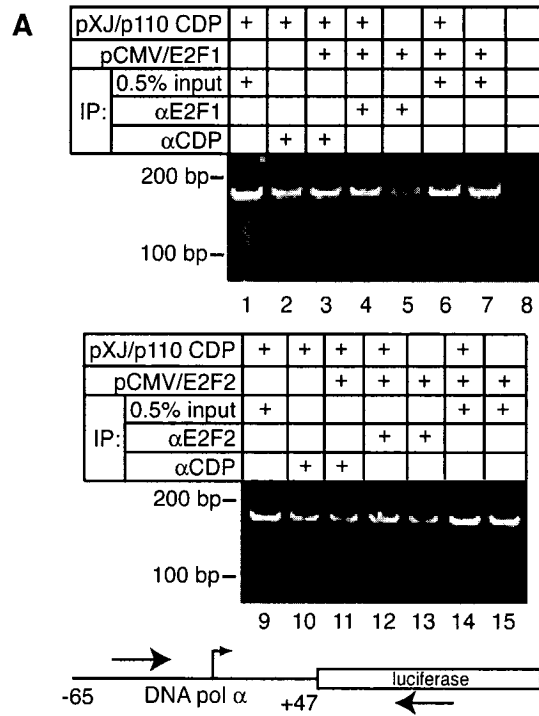 A
pXJ/p110 CDP + + + + +
pCMV/E2F1 + + + + +
IP: 0.5% input + + +
αE2F1 + +
αCDP + +
200 bp
100 bp
1 2 3 4 5 6 7 8
pXJ/p110 CDP + + + + +
pCMV/E2F2 + + + + +
IP: 0.5% input + + +
αE2F2 + +
αCDP + +
200 bp
100 bp
9 10 11 12 13 14 15
-65 DNA pol α +47 luciferase